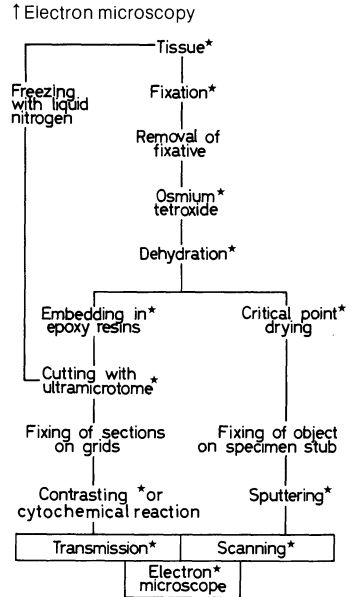 ↑ Electron microscopy
Tissue*
Freezing
with liquid
nitrogen
Fixation*
Removal of
fixative
Osmium*
tetroxide
Dehydration*
Embedding in*
epoxy resins
Critical point*
drying
Cutting with
ultramicrotome*
Fixing of sections
on grids
Fixing of object
on specimen stub
Contrasting *or
cytochemical reaction
Sputtering*
Transmission*
Scanning*
Electron*
microscope